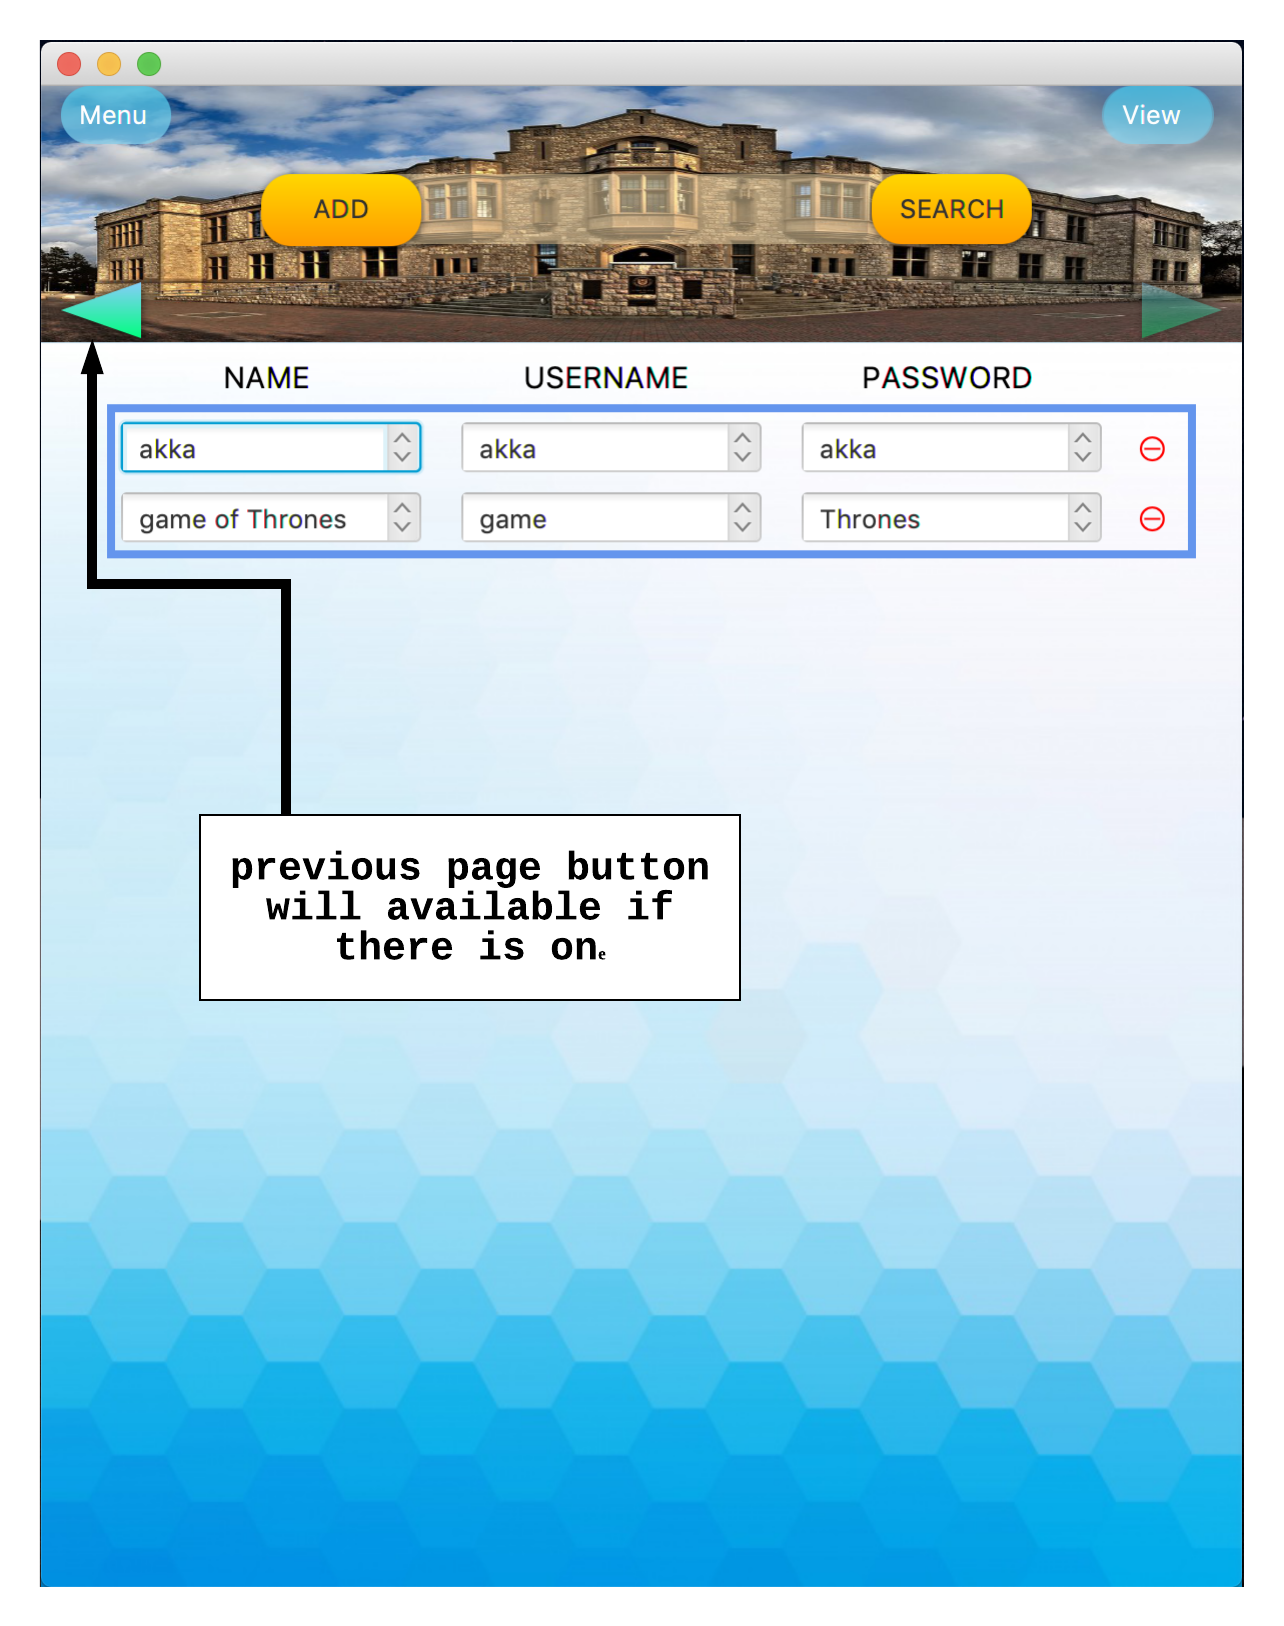 Menu
View
ADD
SEARCH
NAME USERNAME PASSWORD
akka akka akka
game of Thrones game Thrones
previous page button
will available if
there is one